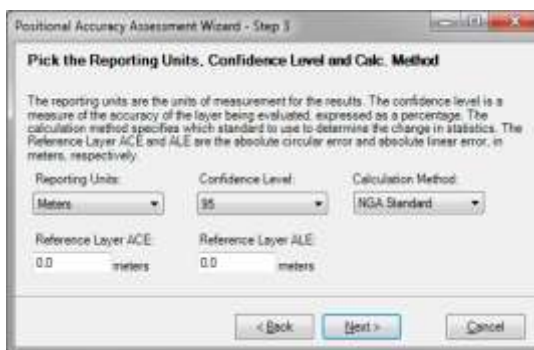 Positional Accuracy Assessment Wizard - Step 3
Pick the Reporting Units, Confidence Level and Calc. Method
The reporting units are the units of measurement for the results. The confidence level is a
measure of the accuracy of the layer being evaluated, expressed as a percentage. The
calculation method specifies which standard to use to determine the change in statistics. The
Reference Layer ACE and ALE are the absolute circular error and absolute linear error, in
meters, respectively.
Reporting Units: Confidence Level: Calculation Method:
Meters 95 NGA Standard
Reference Layer ACE: Reference Layer ALE:
0.0 meters 0.0 meters
< Back Next > Cancel